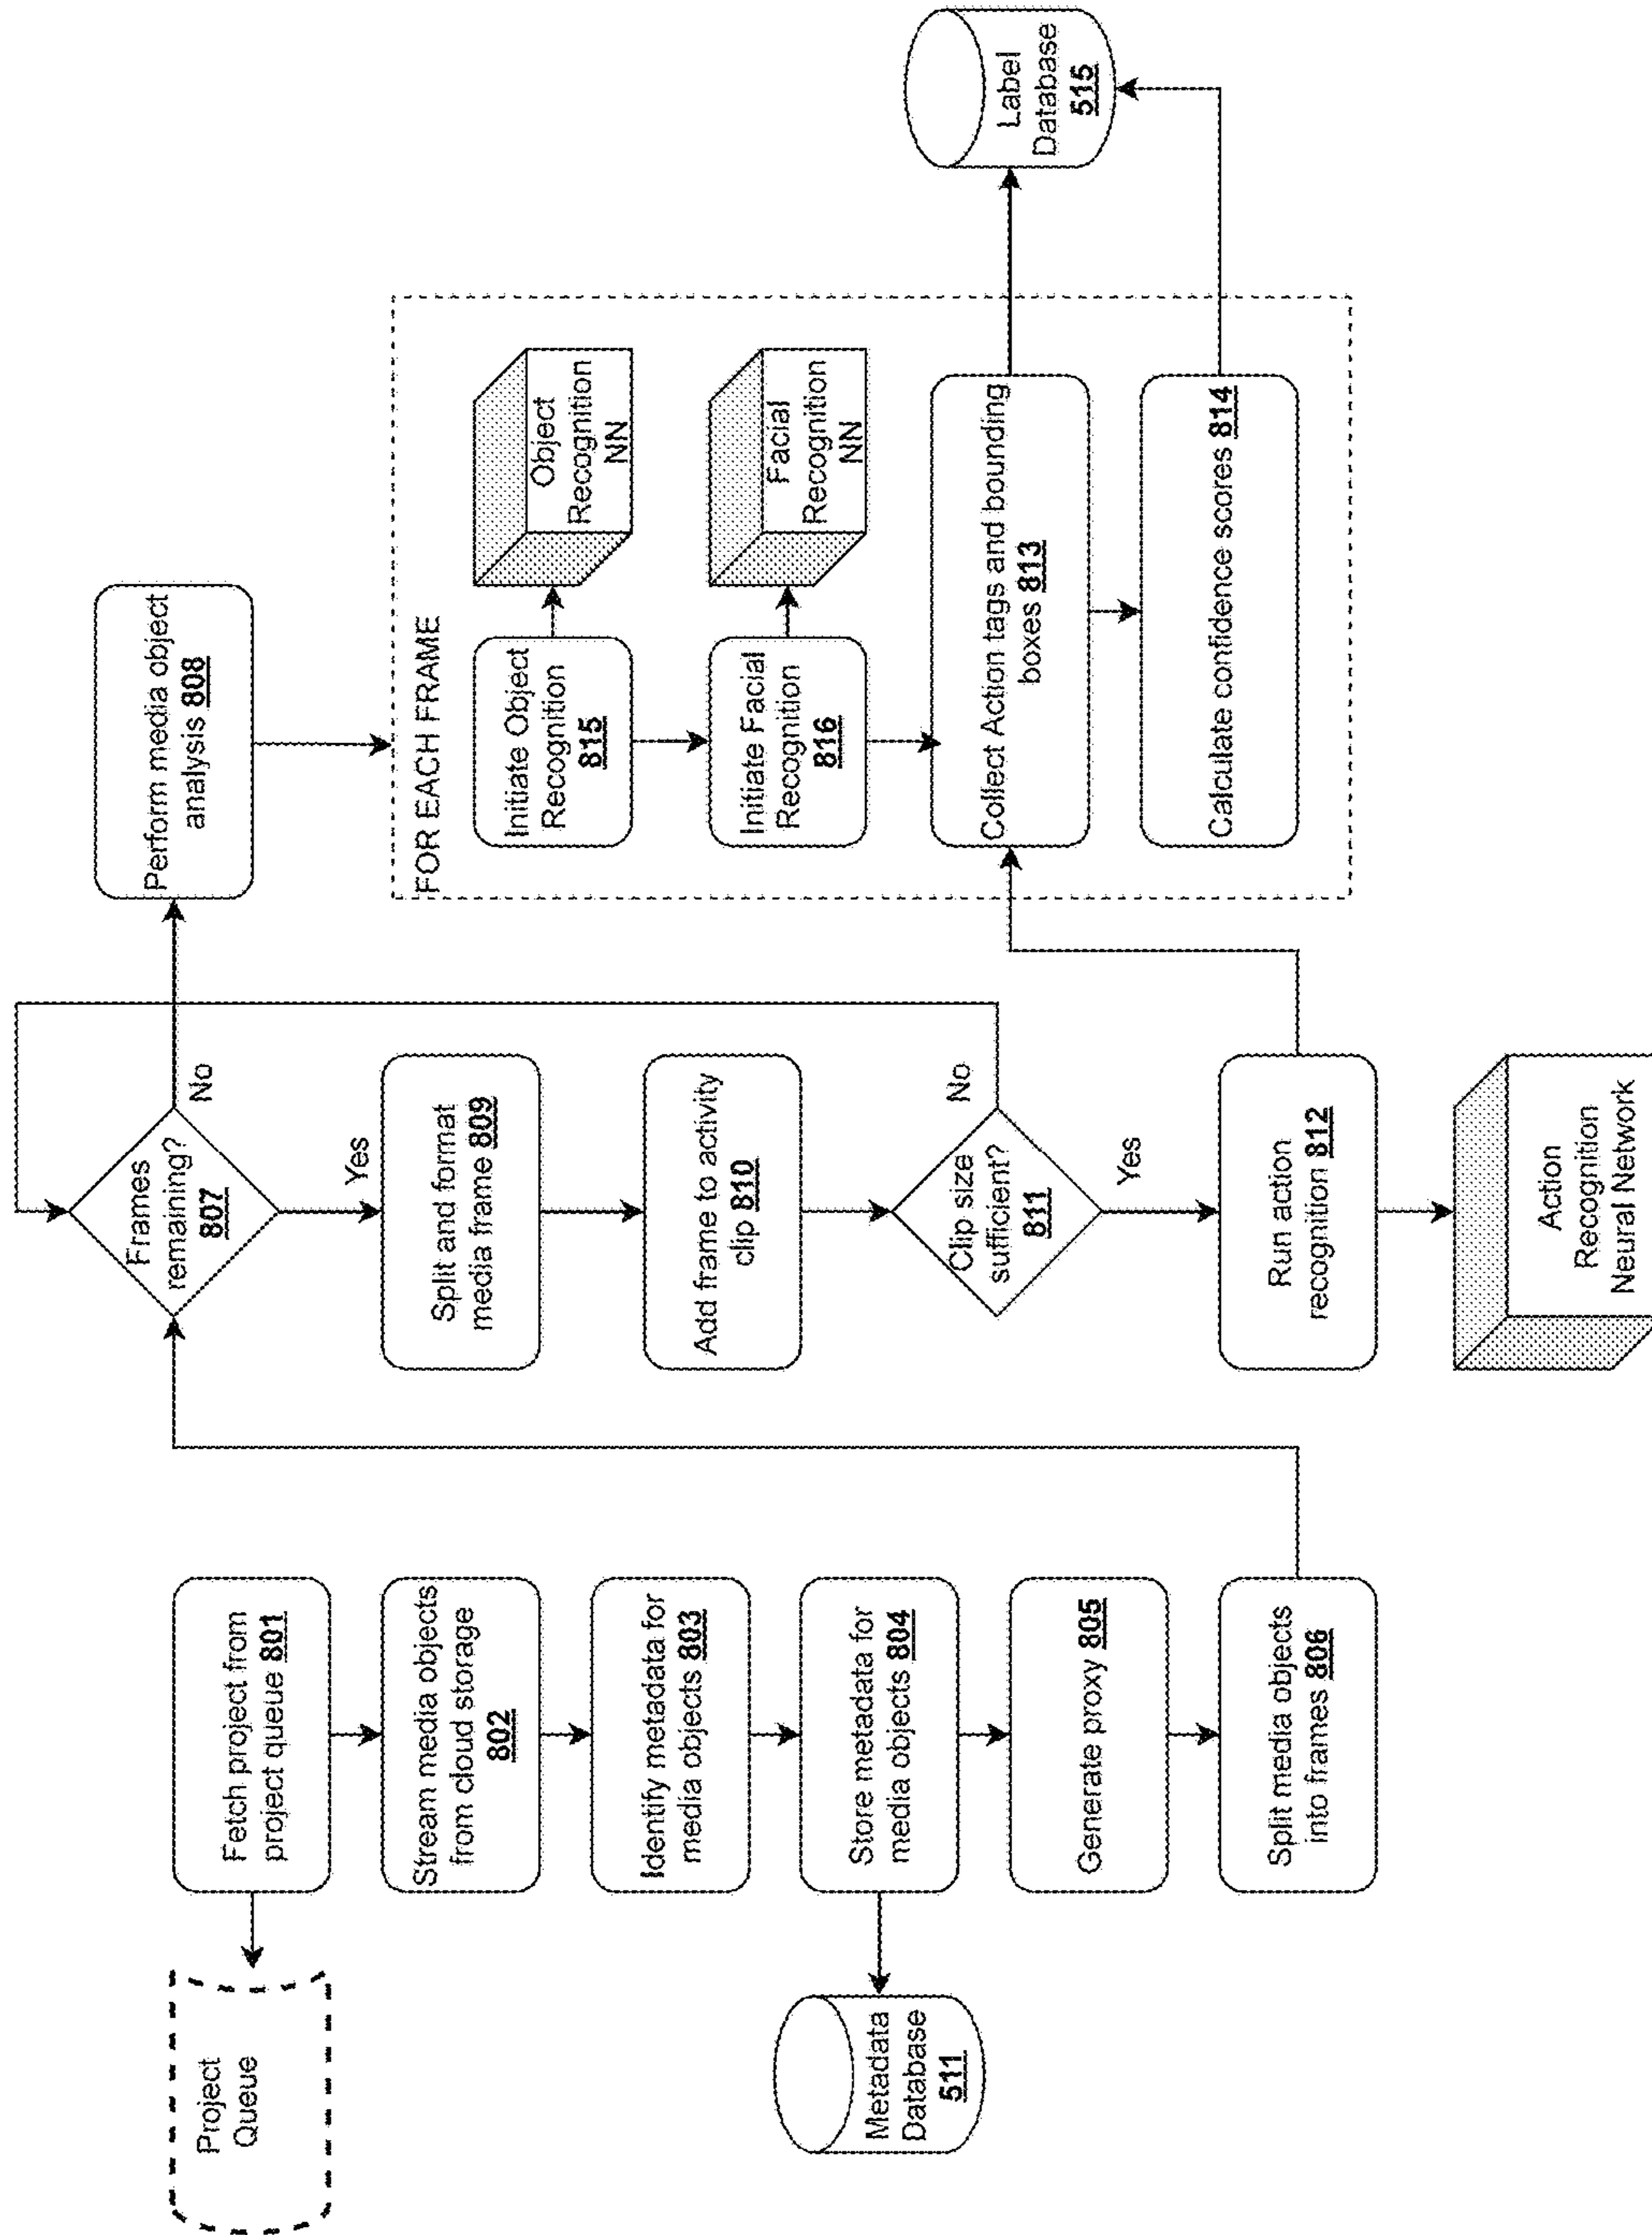 Project
Queue
Fetch project from
project queue 801
Stream media objects
from cloud storage
802
Identify metadata for
media objects 803
Store metadata for
media objects 804
Metadata
Database
511
Generate proxy 805
Split media objects
into frames 806
Frames
remaining?
807
No
Yes
Split and format
media frame 809
Add frame to activity
clip 810
Clip size
sufficient?
811
No
Yes
Run action
recognition 812
Action
Recognition
Neural Network
Perform media object
analysis 808
FOR EACH FRAME
Initiate Object
Recognition
815
Object
Recognition
NN
Initiate Facial
Recognition
816
Facial
Recognition
NN
Collect Action tags and bounding
boxes 813
Calculate confidence scores 814
Label
Database
515